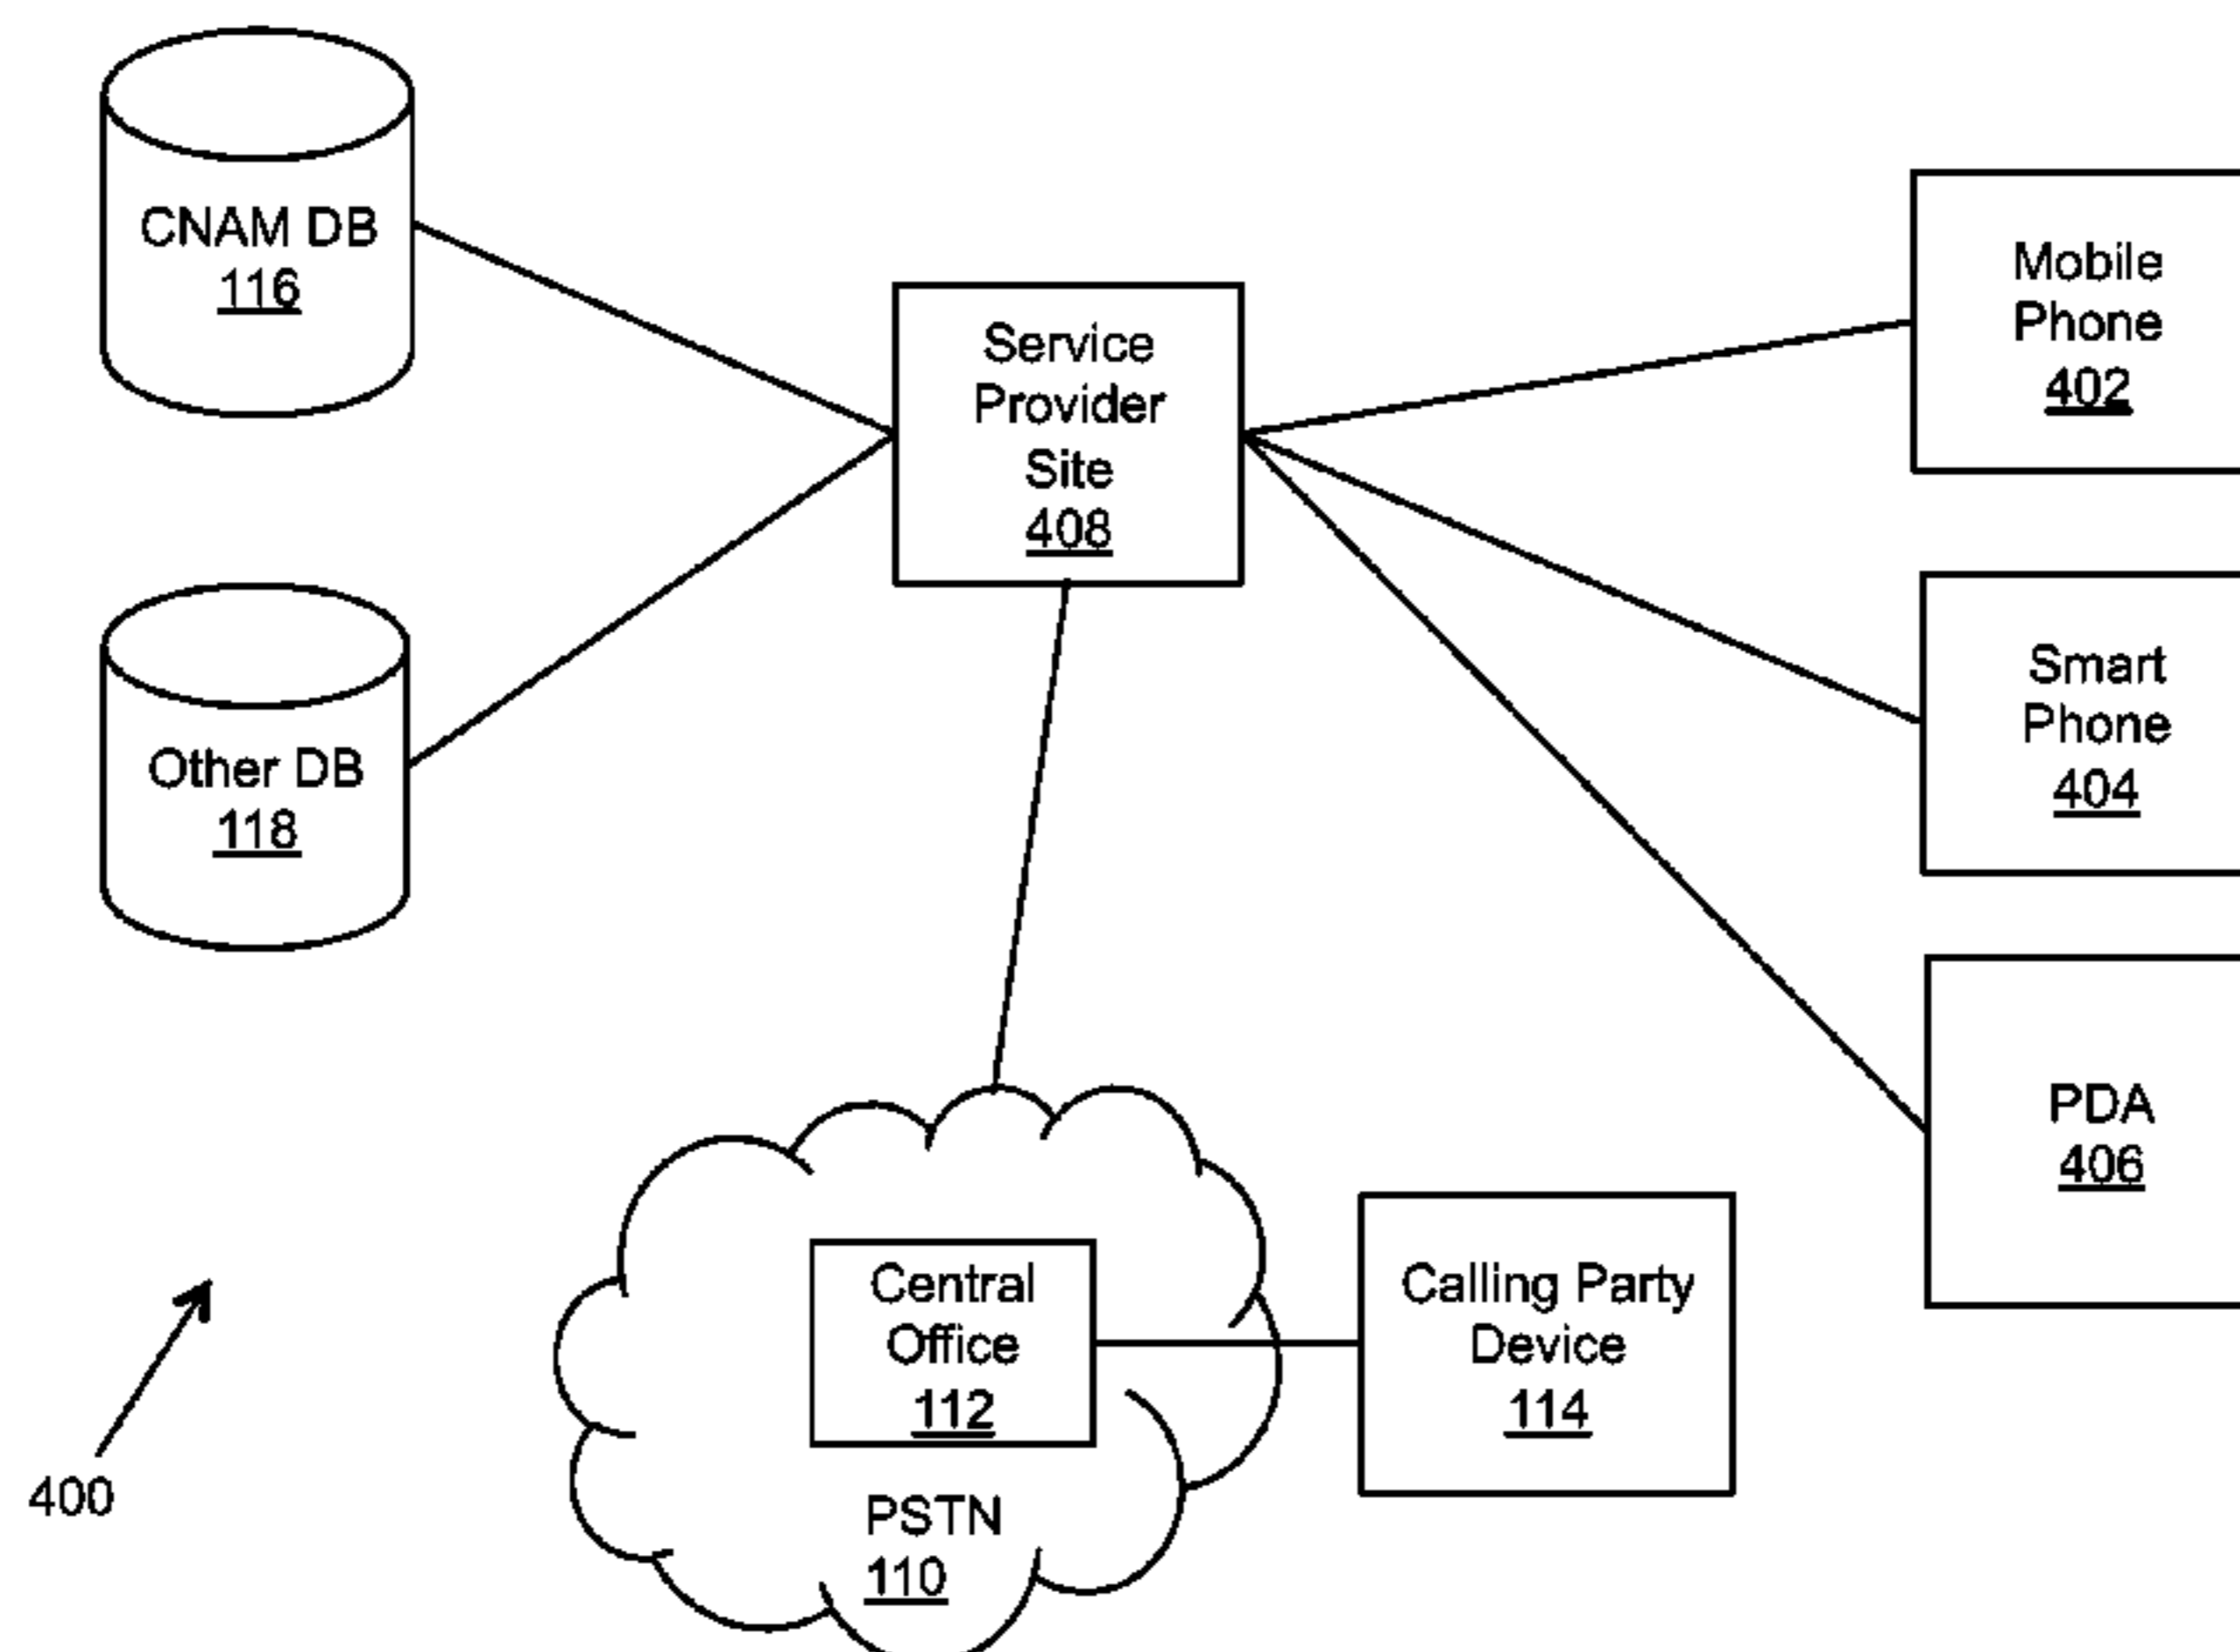 CNAM DB
116
Service
Provider
Site
408
Mobile
Phone
402
Other DB
118
Smart
Phone
404
PDA
406
Central
Office
112
Calling Party
Device
114
PSTN
110
400